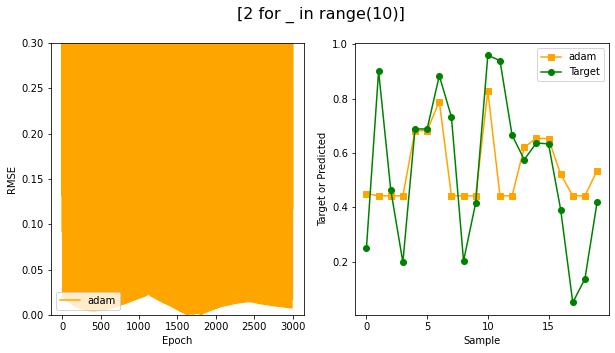 [2 for _ in range(10)]
0.30
0.25
0.20
0.15
0.10
0.05
0.00
RMSE
adam
0 500 1000 1500 2000 2500 3000
Epoch
1.0
0.8
0.6
0.4
0.2
Target or Predicted
adam
Target
0 5 10 15
Sample